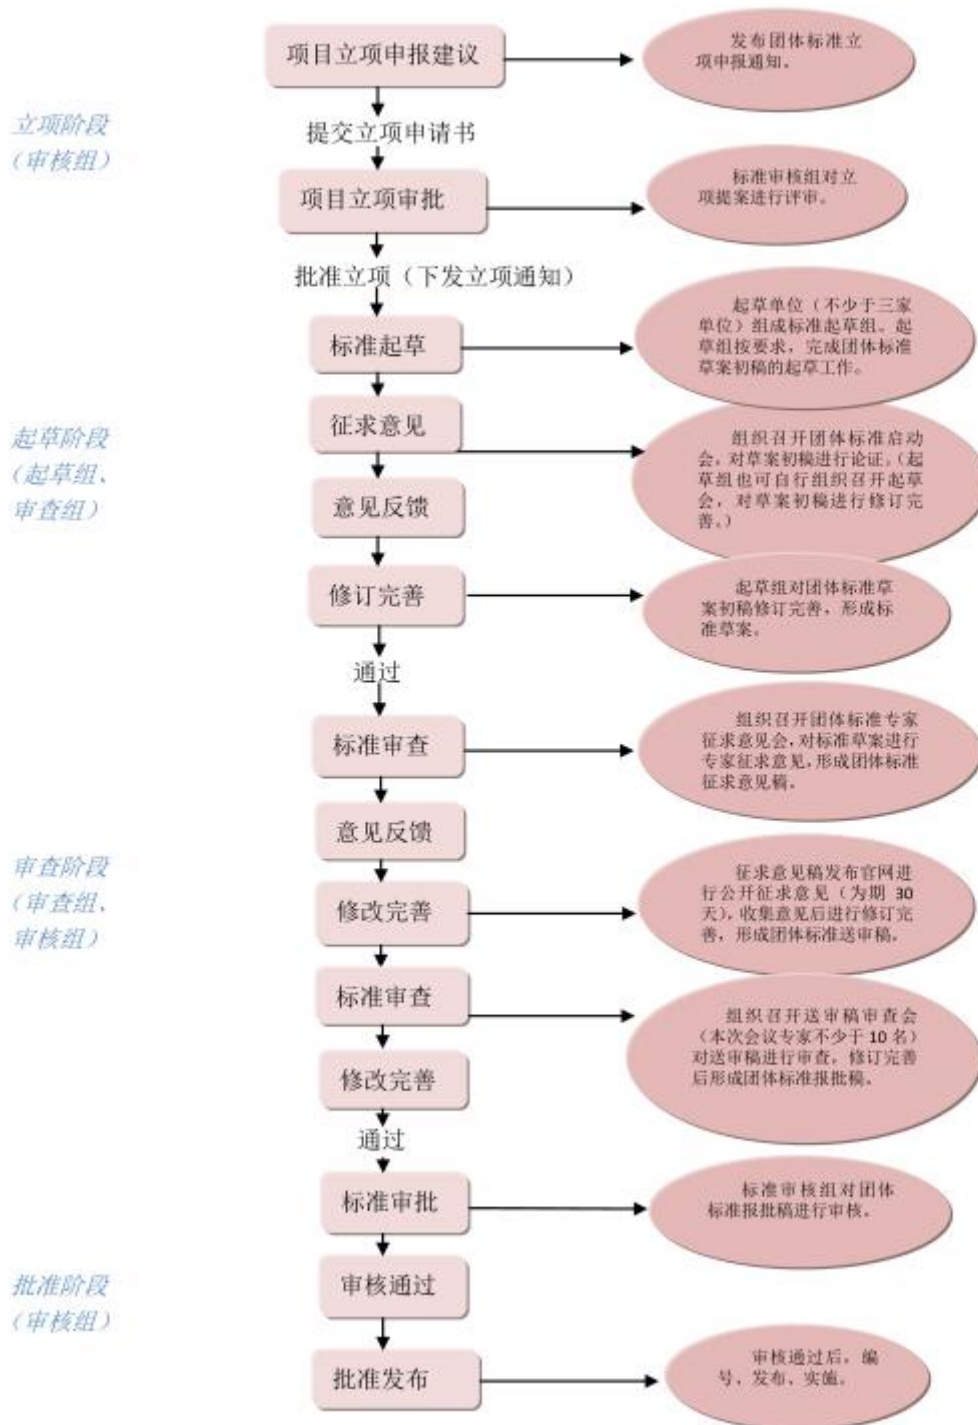 项目立项申报建议
发布团体标准立
项申报通知。
立项阶段
（审核组）
提交立项申请书
项目立项审批
标准审核组对立
项提案进行评审。
批准立项（下发立项通知）
标准起草
起草单位（不少于三家
单位）组成标准起草组。起
草组按要求，完成团体标准
草案初稿的起草工作。
起草阶段
（起草组、
审查组）
征求意见
组织召开团体标准启动
会，对草案初稿进行论证。（起
草组也可自行组织召开起草
会，对草案初稿进行修订完
善。）
意见反馈
修订完善
起草组对团体标准草
案初稿修订完善，形成标
准草案。
通过
标准审查
组织召开团体标准专家
征求意见会，对标准草案进行
专家征求意见，形成团体标准
征求意见稿。
意见反馈
审查阶段
（审查组、
审核组）
修改完善
征求意见稿发布官网进
行公开征求意见（为期 30
天），收集意见后进行修订完
善，形成团体标准送审稿。
标准审查
组织召开送审稿审查会
（本次会议专家不少于 10 名）
对送审稿进行审查，修订完善
后形成团体标准报批稿。
修改完善
通过
标准审批
标准审核组对团体
标准报批稿进行审核。
批准阶段
（审核组）
审核通过
批准发布
审核通过后，编
号、发布、实施。